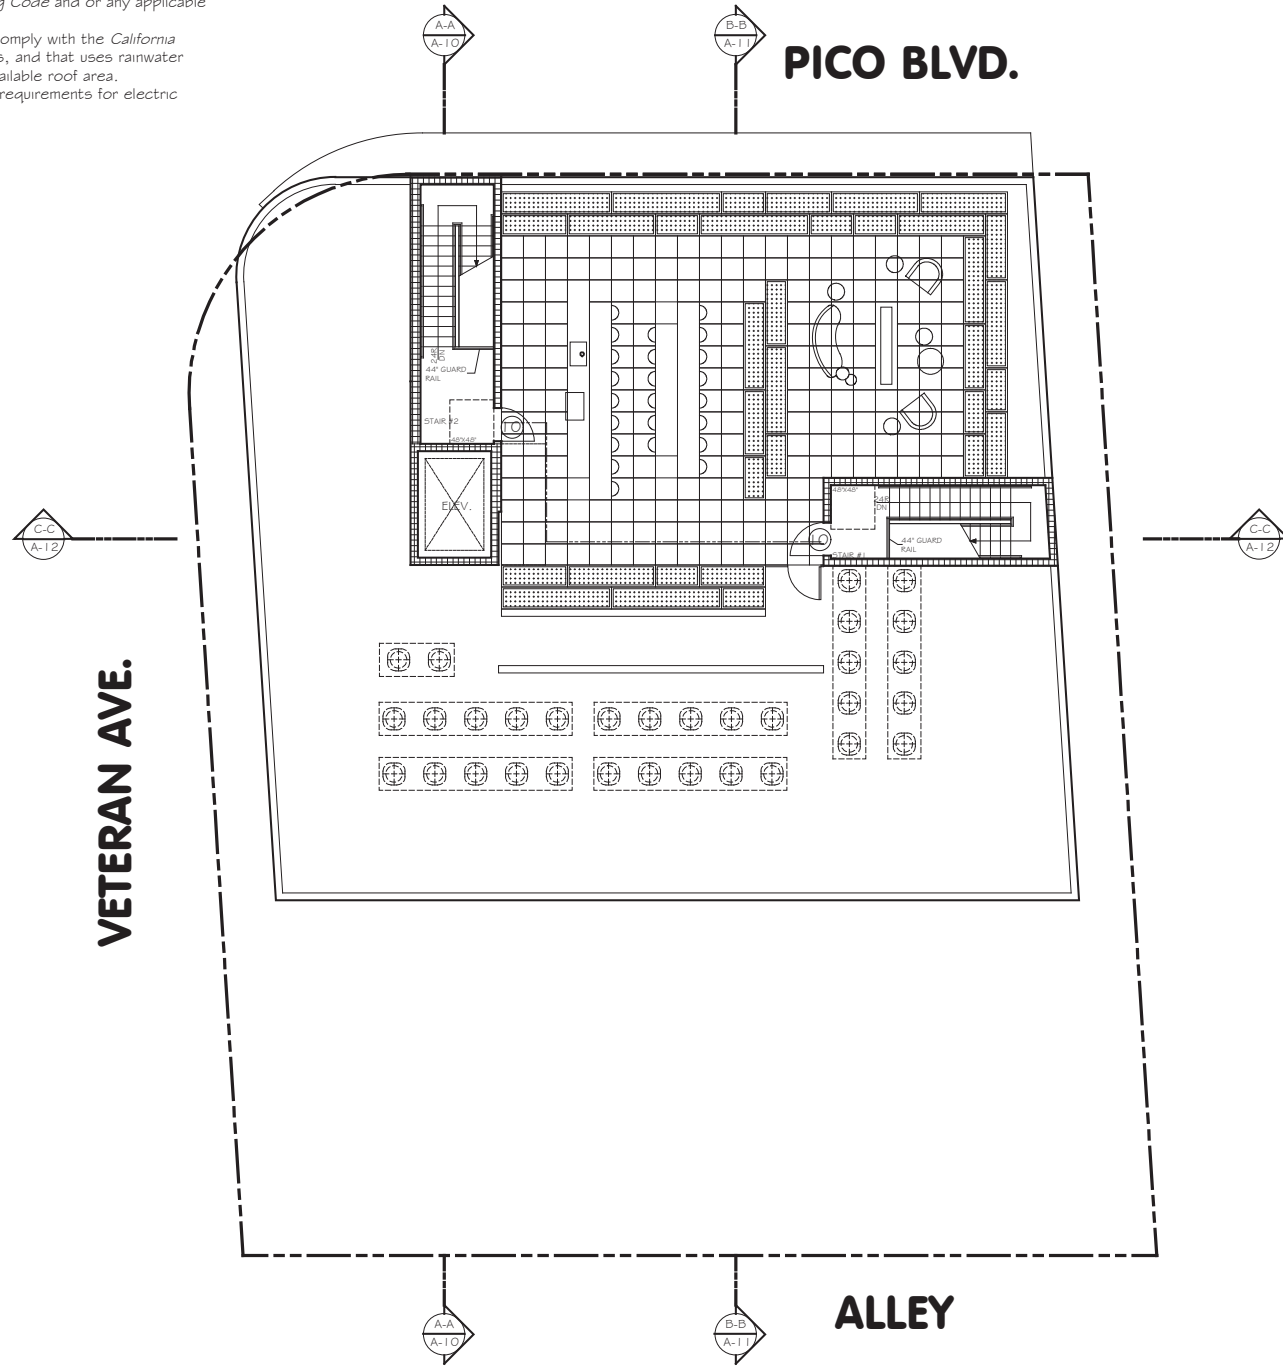 g Code and or any applicable
omply with the California
s, and that uses rainwater
ailable roof area.
requirements for electric
A-A
A-10
B-B
A-11
PICO BLVD.
24R
DN
44" GUARD
RAIL
STAIR #2
48"X48"
10
ELEV.
48"X48"
24R
DN
10
44" GUARD
RAIL
STAIR #1
C-C
A-12
C-C
A-12
VETERAN AVE.
A-A
A-10
B-B
A-11
ALLEY